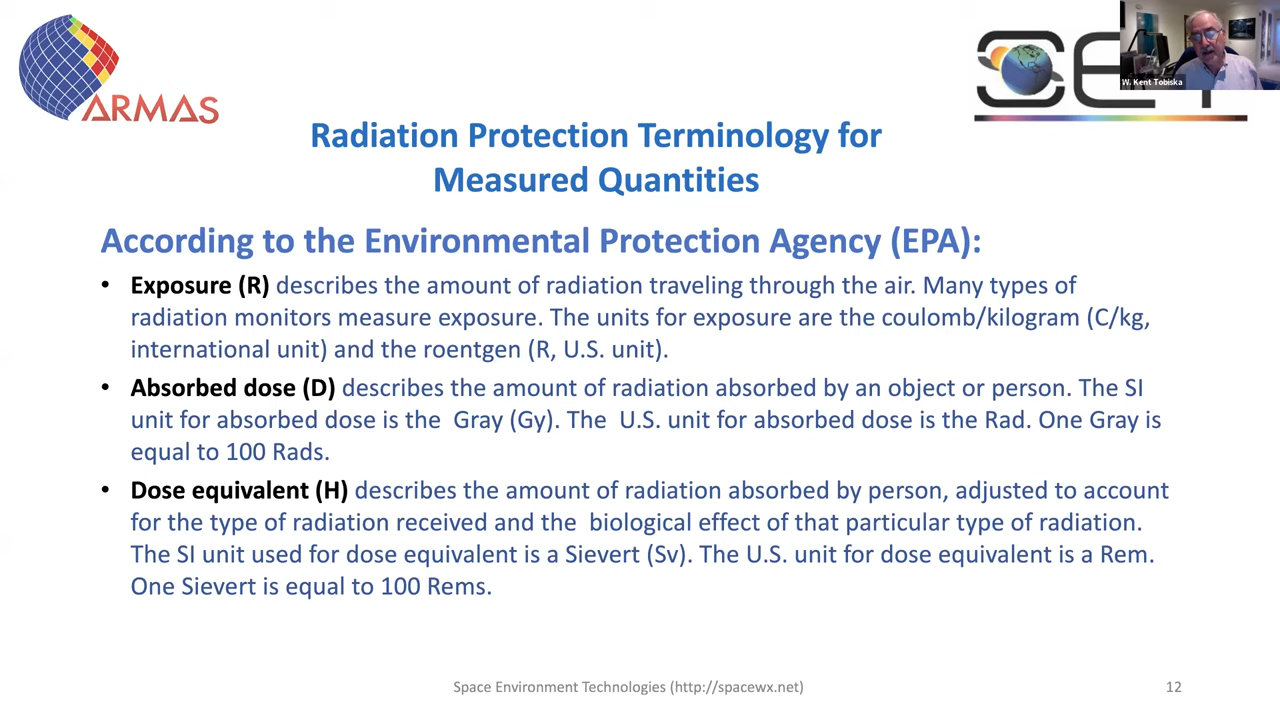 ARMAS
SET
W. Kent Tobiska
Radiation Protection Terminology for
Measured Quantities
According to the Environmental Protection Agency (EPA):
• Exposure (R) describes the amount of radiation traveling through the air. Many types of
radiation monitors measure exposure. The units for exposure are the coulomb/kilogram (C/kg,
international unit) and the roentgen (R, U.S. unit).
• Absorbed dose (D) describes the amount of radiation absorbed by an object or person. The SI
unit for absorbed dose is the  Gray (Gy). The  U.S. unit for absorbed dose is the Rad. One Gray is
equal to 100 Rads.
• Dose equivalent (H) describes the amount of radiation absorbed by person, adjusted to account
for the type of radiation received and the  biological effect of that particular type of radiation.
The SI unit used for dose equivalent is a Sievert (Sv). The U.S. unit for dose equivalent is a Rem.
One Sievert is equal to 100 Rems.
Space Environment Technologies (http://spacewx.net)
12